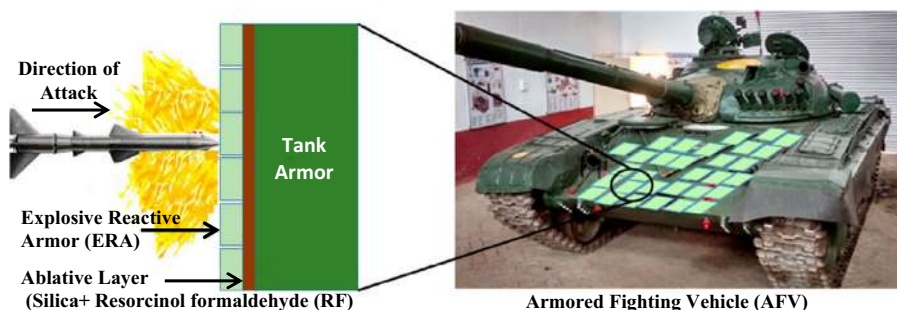 Direction of
Attack
Tank
Armor
Explosive Reactive
Armor (ERA)
Ablative Layer
(Silica+ Resorcinol formaldehyde (RF)
Armored Fighting Vehicle (AFV)